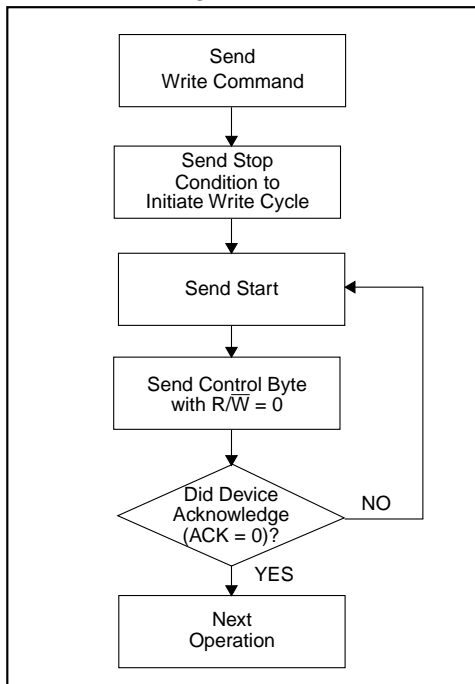 Send
Write Command
Send Stop
Condition to
Initiate Write Cycle
Send Start
Send Control Byte
with R/W̅ = 0
Did Device
Acknowledge
(ACK = 0)?
NO
YES
Next
Operation